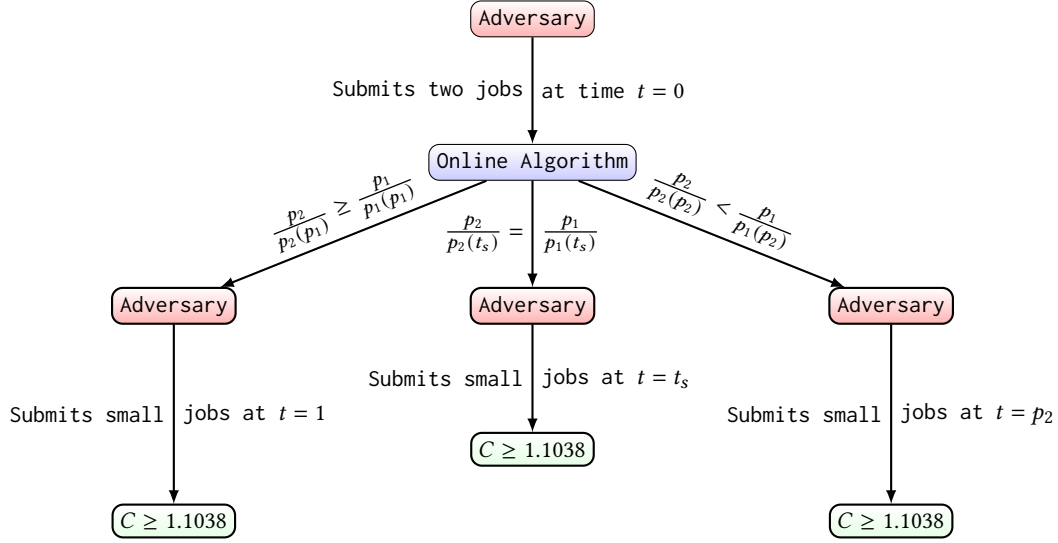 Adversary
Submits two jobs at time t = 0
Online Algorithm
p₂/p₂(p₁) ≥ p₁/p₁(p₁)
p₂/p₂(tₛ) = p₁/p₁(tₛ)
p₂/p₂(p₂) < p₁/p₁(p₂)
Adversary
Adversary
Adversary
Submits small jobs at t = 1
Submits small jobs at t = tₛ
Submits small jobs at t = p₂
C ≥ 1.1038
C ≥ 1.1038
C ≥ 1.1038